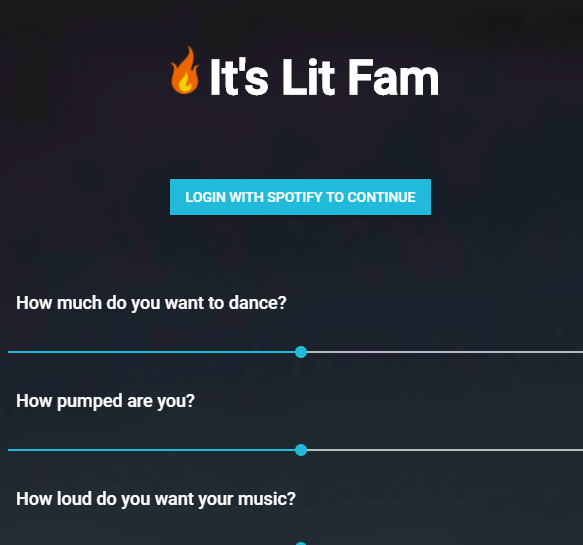 It's Lit Fam
LOGIN WITH SPOTIFY TO CONTINUE
How much do you want to dance?
How pumped are you?
How loud do you want your music?